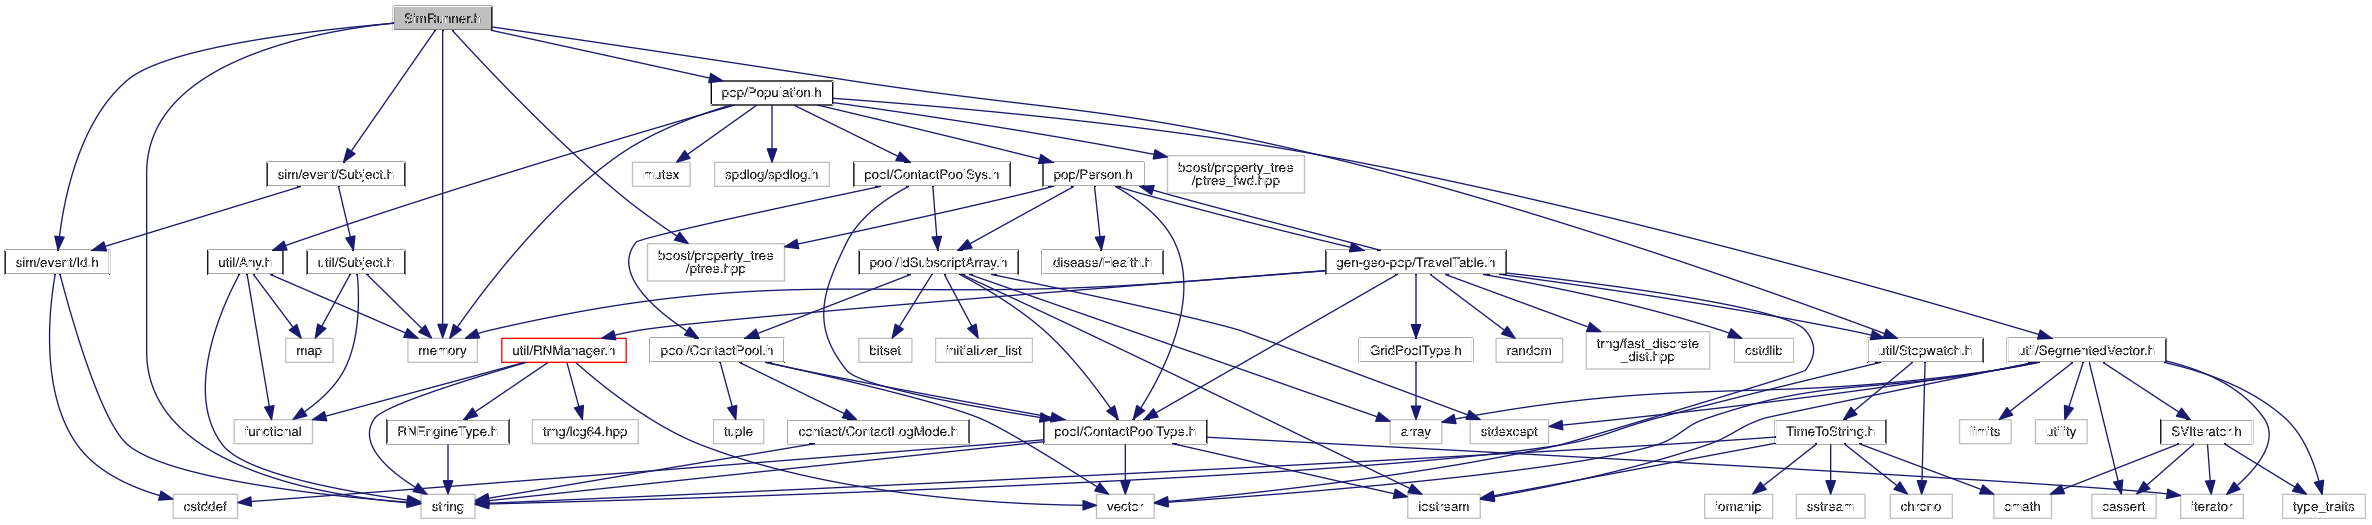 SimRunner.h
pop/Population.h
mutex
spdlog/spdlog.h
pool/ContactPoolSys.h
pop/Person.h
boost/property_tree
/ptree_fwd.hpp
sim/event/Subject.h
sim/event/Id.h
util/Any.h
util/Subject.h
boost/property_tree
/ptree.hpp
pool/IdSubscriptArray.h
disease/Health.h
gen-geo-pop/TravelTable.h
map
memory
util/RNManager.h
pool/ContactPool.h
bitset
initializer_list
GridPoolType.h
random
trng/fast_discrete
_dist.hpp
cstdlib
util/Stopwatch.h
util/SegmentedVector.h
functional
RNEngineType.h
trng/lcg64.hpp
tuple
contact/ContactLogMode.h
pool/ContactPoolType.h
array
stdexcept
TimeToString.h
limits
utility
SVIterator.h
cstddef
string
vector
iostream
iomanip
sstream
chrono
cmath
cassert
iterator
type_traits